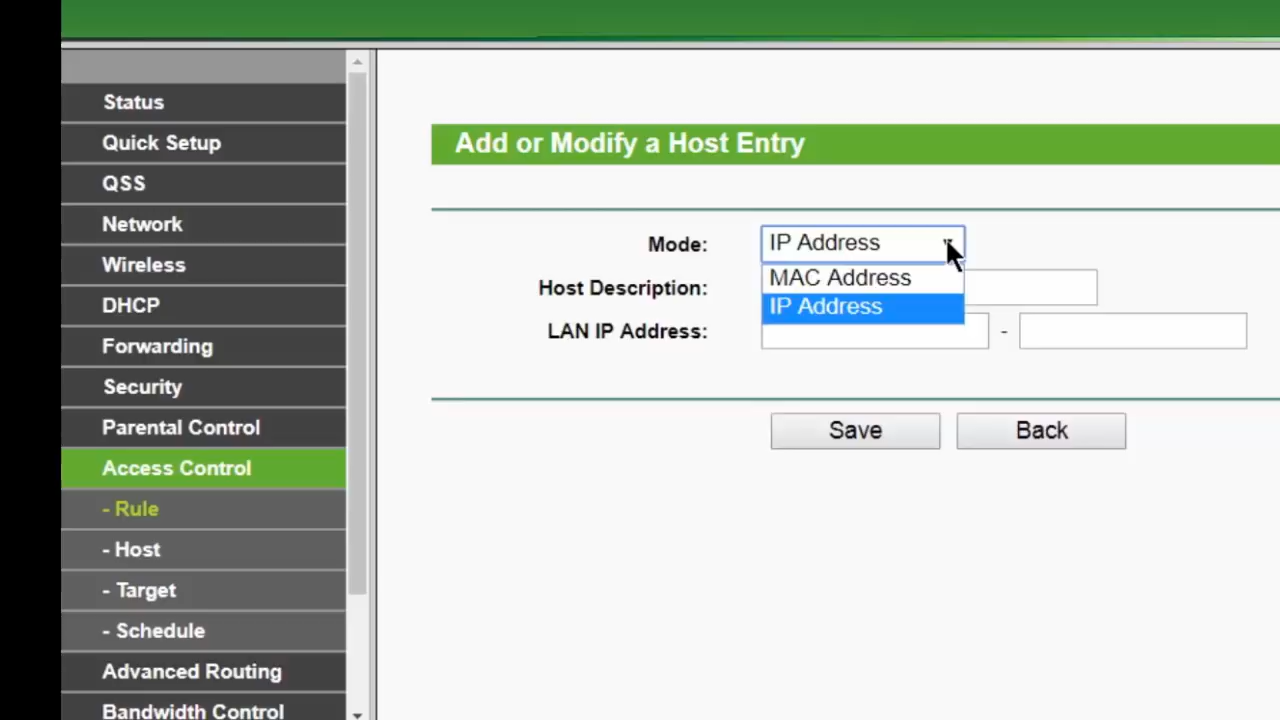 Status
Quick Setup
QSS
Network
Wireless
DHCP
Forwarding
Security
Parental Control
Access Control
- Rule
- Host
- Target
- Schedule
Advanced Routing
Bandwidth Control
Add or Modify a Host Entry
Mode: IP Address
MAC Address
IP Address
Host Description:
LAN IP Address: -
Save Back